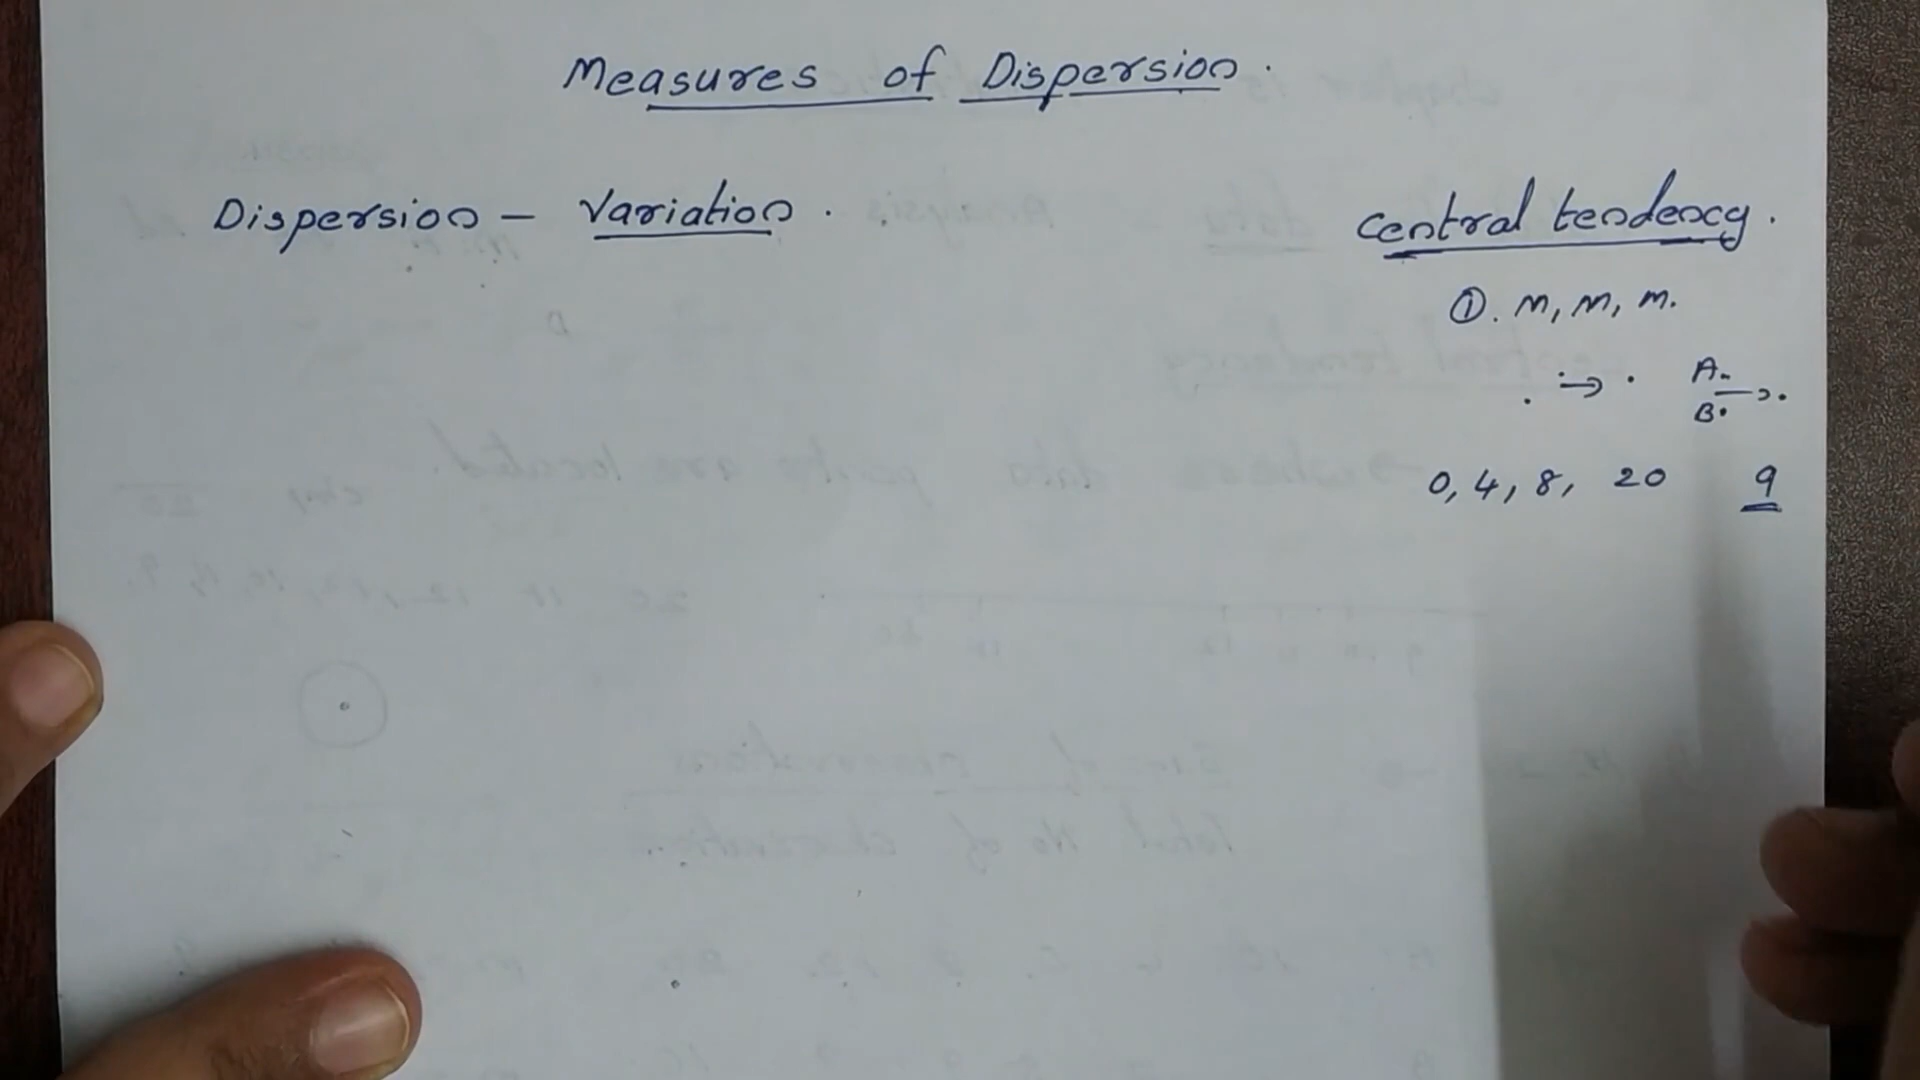 Measures of Dispersion.
Dispersion - Variation.
Central tendency.
①. M, M, M.
A.
B.
0, 4, 8, 20 9